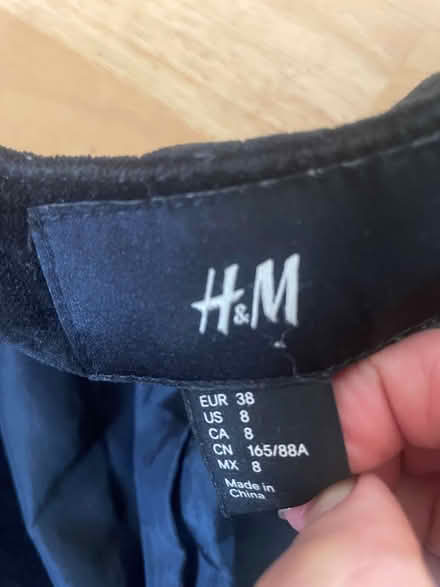 H&M
EUR 38
US 8
CA 8
CN 165/88A
MX 8
Made in
China